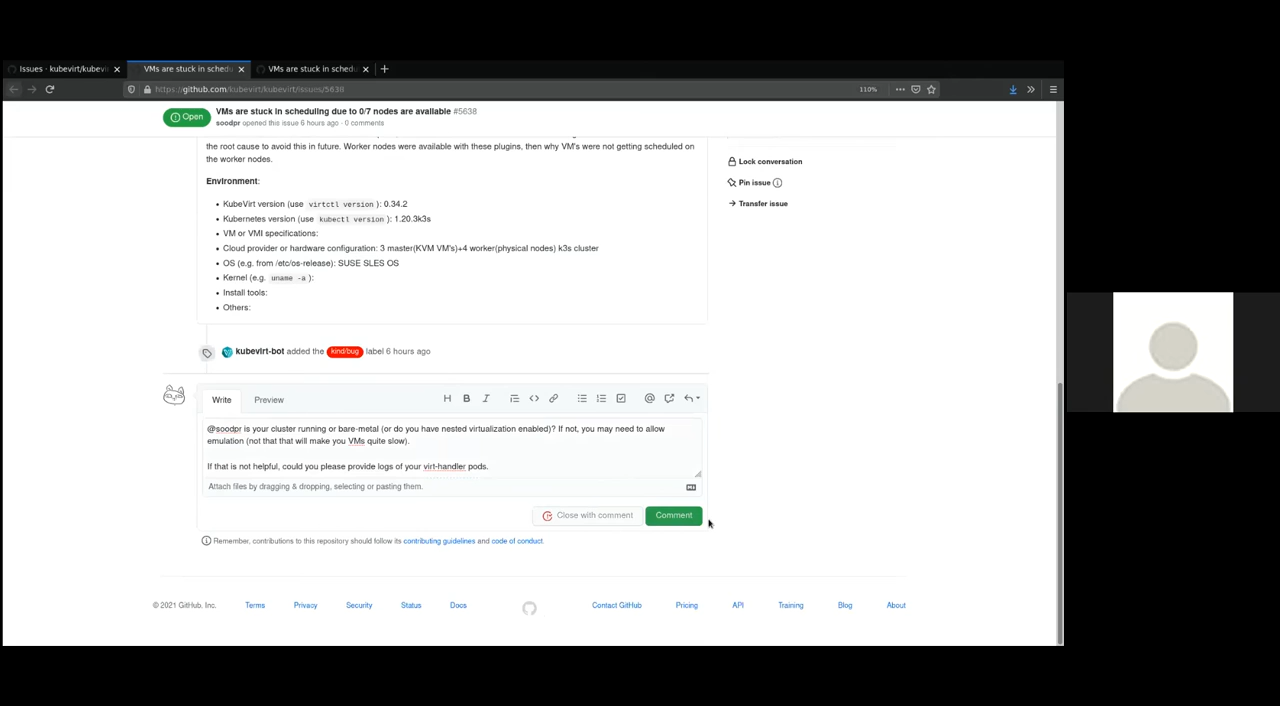 Issues · kubevirt/kubevir
VMs are stuck in schedu
VMs are stuck in schedu
https://github.com/kubevirt/kubevirt/issues/5638
110%
Open
VMs are stuck in scheduling due to 0/7 nodes are available #5638
soodpr opened this issue 6 hours ago · 0 comments
the root cause to avoid this in future. Worker nodes were available with these plugins, then why VM's were not getting scheduled on
the worker nodes.
Environment:
• KubeVirt version (use virtctl version): 0.34.2
• Kubernetes version (use kubectl version): 1.20.3k3s
• VM or VMI specifications:
• Cloud provider or hardware configuration: 3 master(KVM VM's)+4 worker(physical nodes) k3s cluster
• OS (e.g. from /etc/os-release): SUSE SLES OS
• Kernel (e.g. uname -a):
• Install tools:
• Others:
Lock conversation
Pin issue
Transfer issue
kubevirt-bot added the kind/bug label 6 hours ago
Write
Preview
@soodpr is your cluster running or bare-metal (or do you have nested virtualization enabled)? If not, you may need to allow
emulation (not that that will make you VMs quite slow).
If that is not helpful, could you please provide logs of your virt-handler pods.
Attach files by dragging & dropping, selecting or pasting them.
Close with comment
Comment
Remember, contributions to this repository should follow its contributing guidelines and code of conduct.
© 2021 GitHub, Inc.
Terms
Privacy
Security
Status
Docs
Contact GitHub
Pricing
API
Training
Blog
About